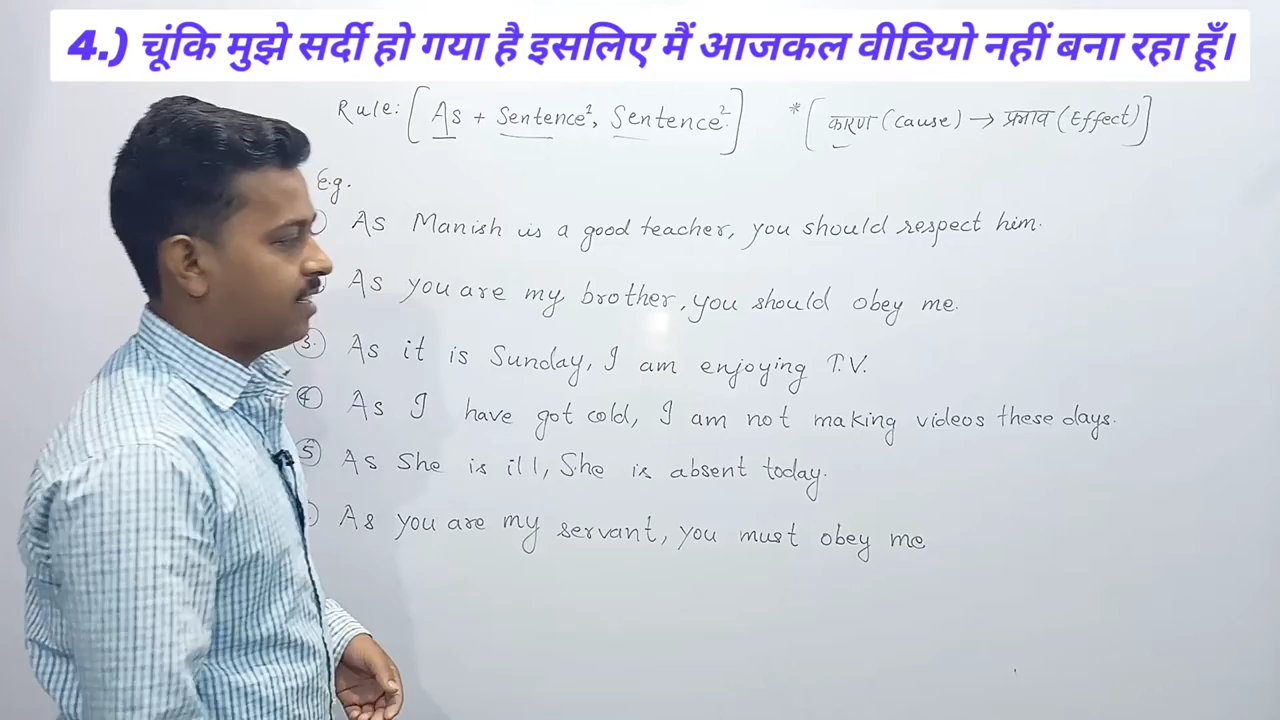 4.) चूंकि मुझे सर्दी हो गया है इसलिए मैं आजकल वीडियो नहीं बना रहा हूँ।
Rule: [As + Sentence¹, Sentence²] * [कारण (Cause) → प्रभाव (Effect)]
E.g.
As Manish is a good teacher, you should respect him.
As you are my brother, you should obey me.
3. As it is Sunday, I am enjoying T.V.
4 As I have got cold, I am not making videos these days.
5 As She is ill, She is absent today.
As you are my servant, you must obey me